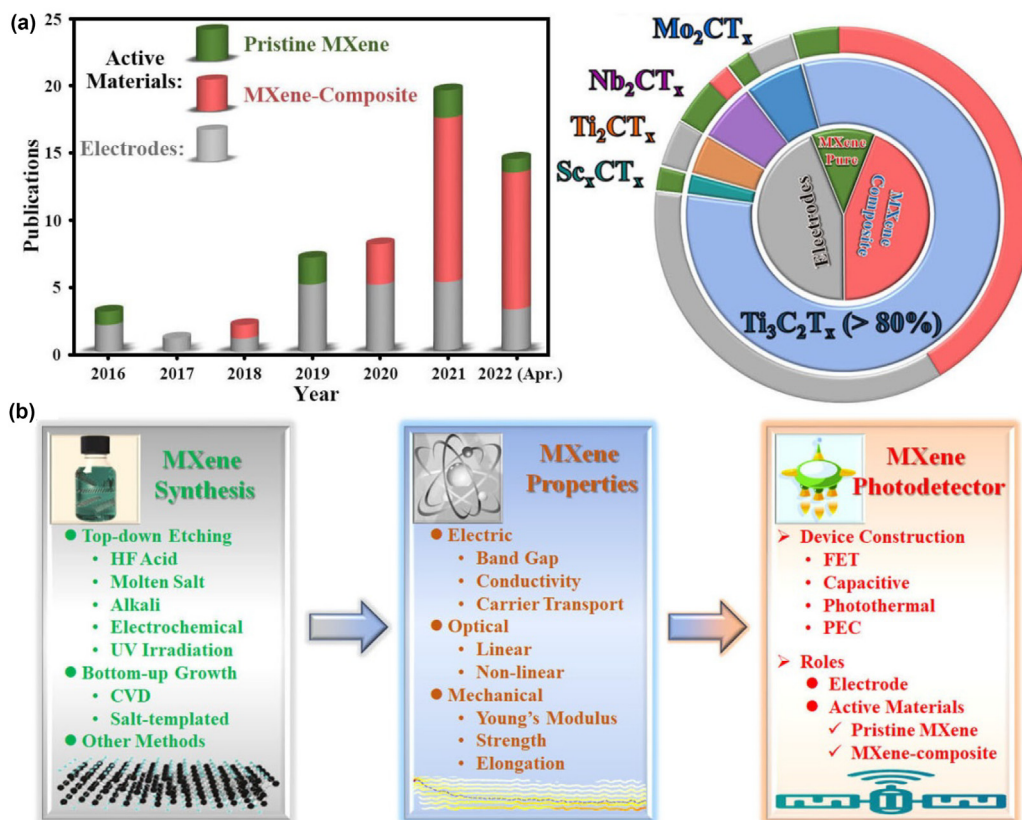 (a)
25
20
15
10
5
0
Publications
Active
Materials:
Pristine MXene
MXene-Composite
Electrodes:
2016 2017 2018 2019 2020 2021 2022 (Apr.)
Year
Mo₂CTₓ
Nb₂CTₓ
Ti₂CTₓ
ScₓCTₓ
MXene
Pure
Electrodes
MXene
Composite
Ti₃C₂Tₓ (> 80%)
(b)
MXene
Synthesis
● Top-down Etching
• HF Acid
• Molten Salt
• Alkali
• Electrochemical
• UV Irradiation
● Bottom-up Growth
• CVD
• Salt-templated
● Other Methods
MXene
Properties
● Electric
• Band Gap
• Conductivity
• Carrier Transport
● Optical
• Linear
• Non-linear
● Mechanical
• Young's Modulus
• Strength
• Elongation
MXene
Photodetector
➢ Device Construction
• FET
• Capacitive
• Photothermal
• PEC
➢ Roles
● Electrode
● Active Materials
✓ Pristine MXene
✓ MXene-composite